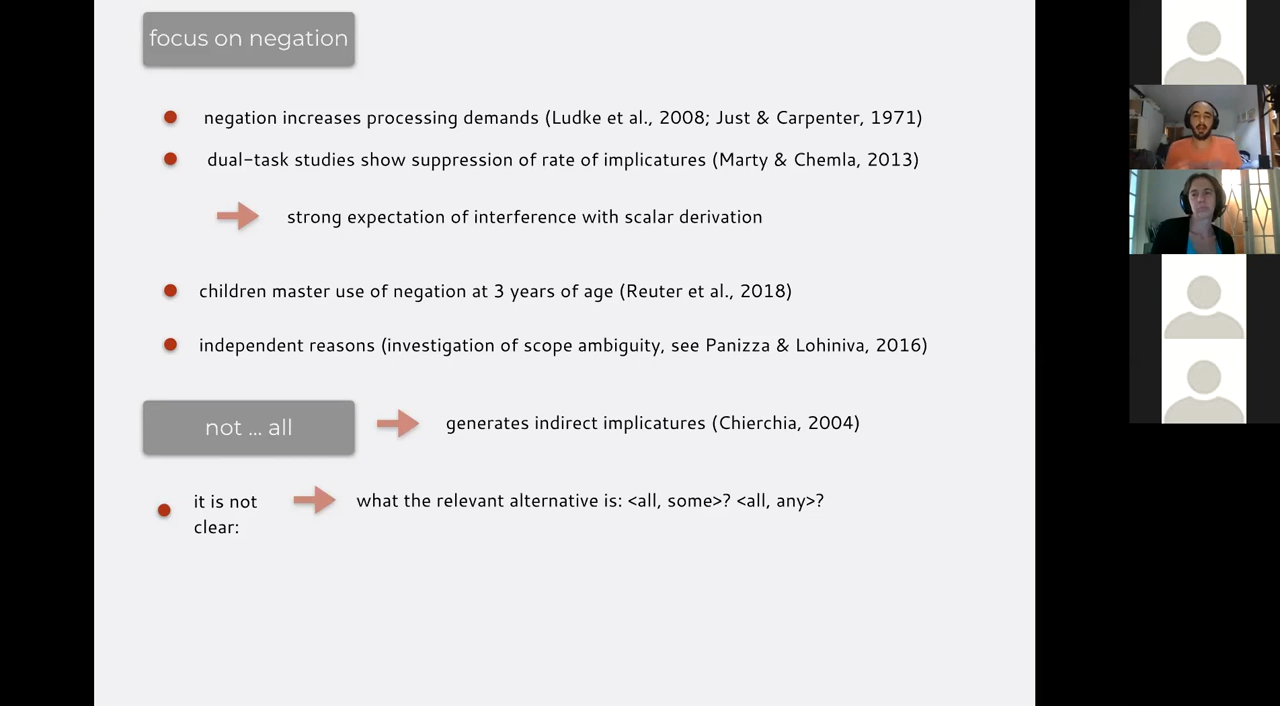 focus on negation
negation increases processing demands (Ludke et al., 2008; Just & Carpenter, 1971)
dual-task studies show suppression of rate of implicatures (Marty & Chemla, 2013)
strong expectation of interference with scalar derivation
children master use of negation at 3 years of age (Reuter et al., 2018)
independent reasons (investigation of scope ambiguity, see Panizza & Lohiniva, 2016)
not ... all
generates indirect implicatures (Chierchia, 2004)
it is not
clear:
what the relevant alternative is: <all, some>? <all, any>?